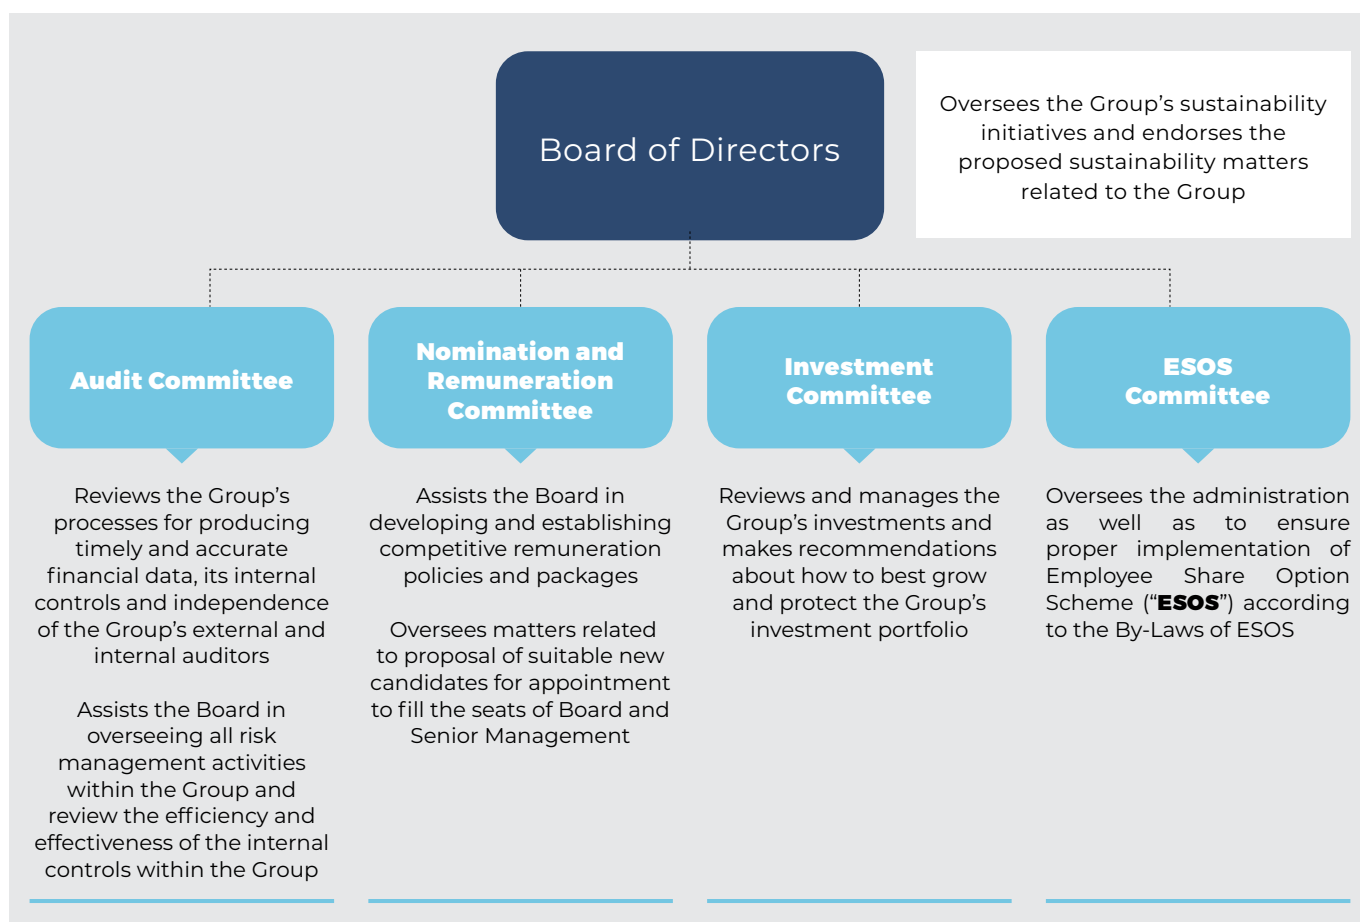 Board of Directors
Oversees the Group’s sustainability
initiatives and endorses the
proposed sustainability matters
related to the Group
Audit Committee
Reviews the Group’s
processes for producing
timely and accurate
financial data, its internal
controls and independence
of the Group’s external and
internal auditors
Assists the Board in
overseeing all risk
management activities
within the Group and
review the efficiency and
effectiveness of the internal
controls within the Group
Nomination and
Remuneration
Committee
Assists the Board in
developing and establishing
competitive remuneration
policies and packages
Oversees matters related
to proposal of suitable new
candidates for appointment
to fill the seats of Board and
Senior Management
Investment
Committee
Reviews and manages the
Group’s investments and
makes recommendations
about how to best grow
and protect the Group’s
investment portfolio
ESOS
Committee
Oversees the administration
as well as to ensure
proper implementation of
Employee Share Option
Scheme (“ESOS”) according
to the By-Laws of ESOS